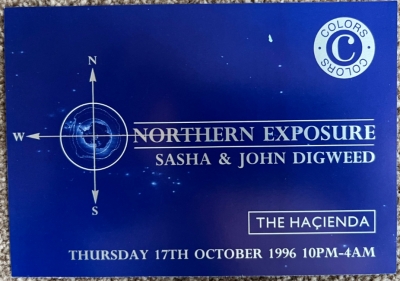 COLORS
C
COLORS
N
W
S
NORTHERN EXPOSURE
SASHA & JOHN DIGWEED
THE HAÇIENDA
THURSDAY 17TH OCTOBER 1996 10PM-4AM